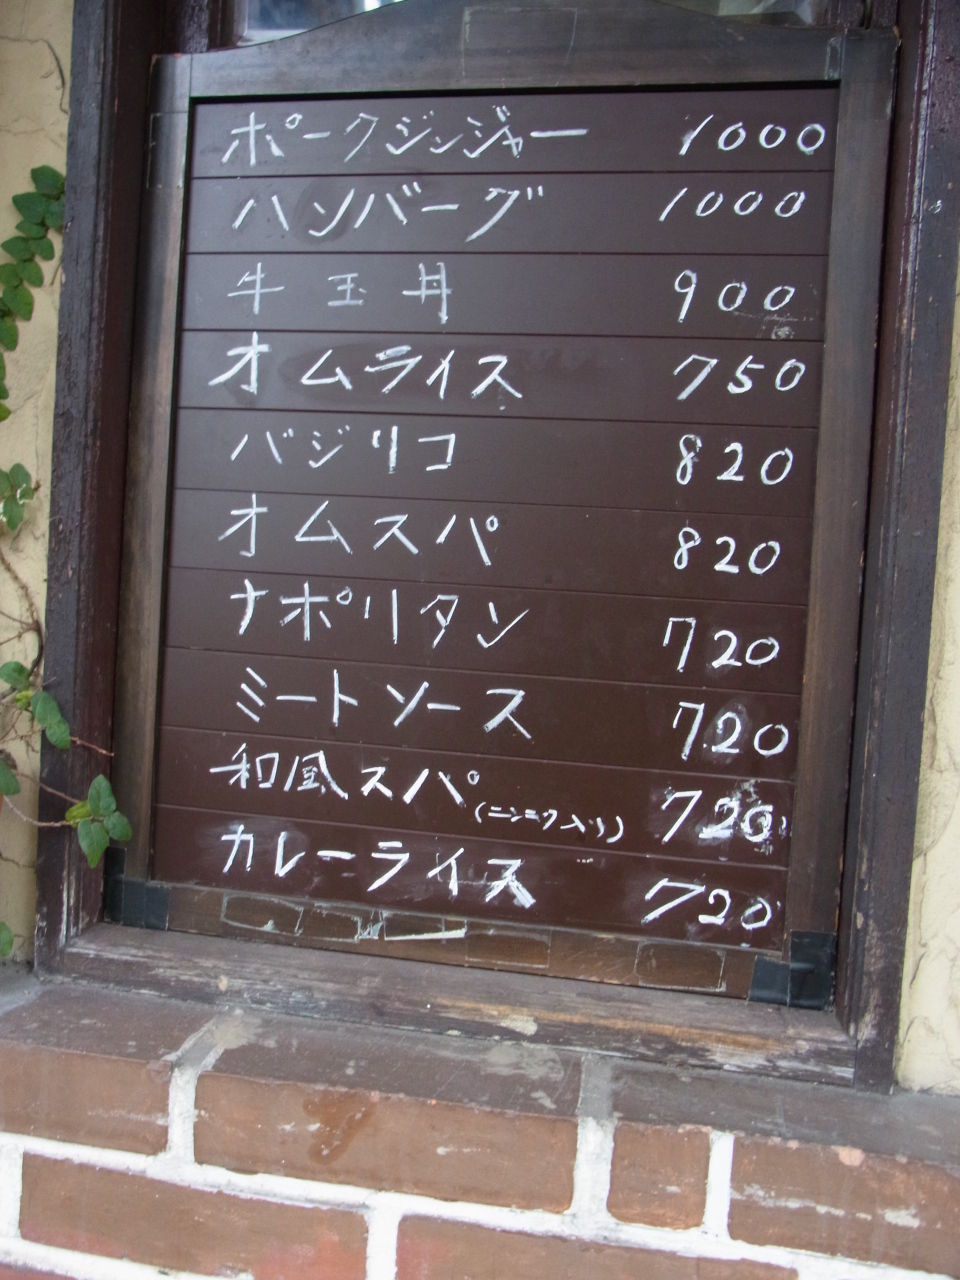 ポークジンジャー 1000
ハンバーグ 1000
牛玉丼 900
オムライス 750
バジリコ 820
オムスパ 820
ナポリタン 720
ミートソース 720
和風スパ (ニンニク入り) 720
カレーライス 720